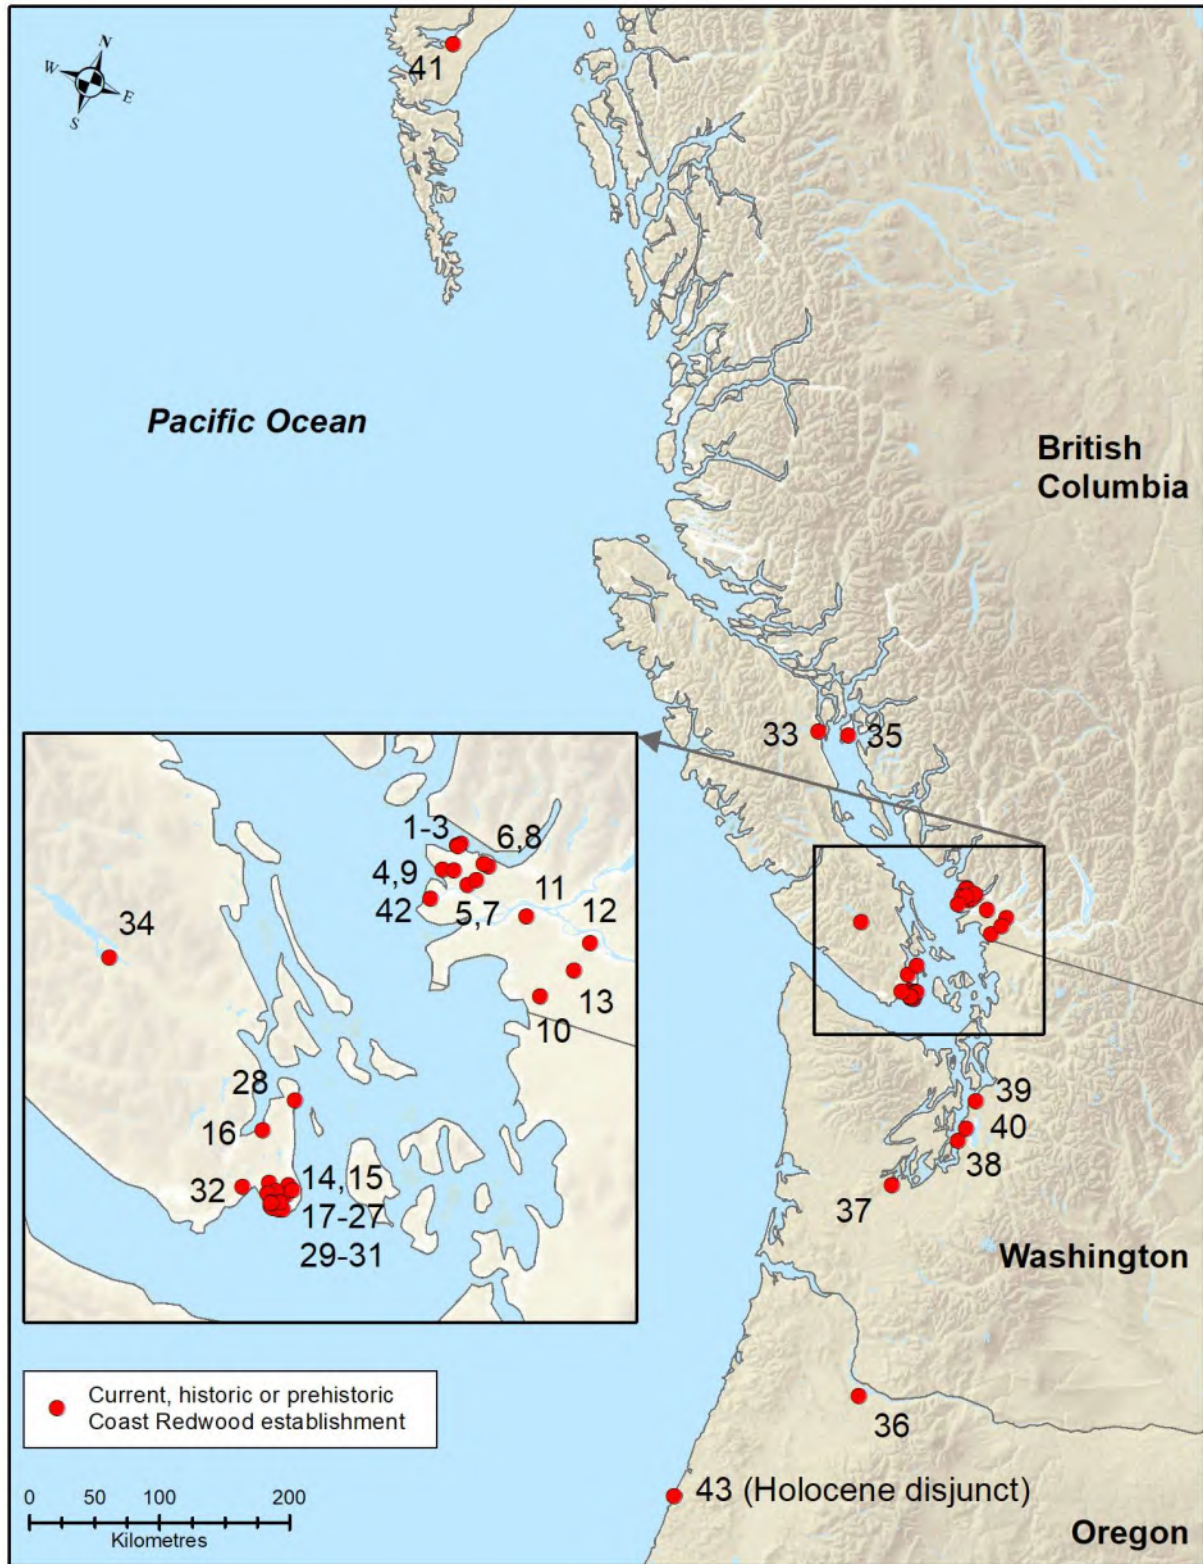 N
W
E
S
41
Pacific Ocean
British
Columbia
33
35
1-3
6,8
4,9
11
42
5,7
12
34
13
10
28
16
39
14, 15
40
32
17-27
38
29-31
37
Washington
Current, historic or prehistoric
Coast Redwood establishment
36
43 (Holocene disjunct)
0 50 100 200
Kilometres
Oregon